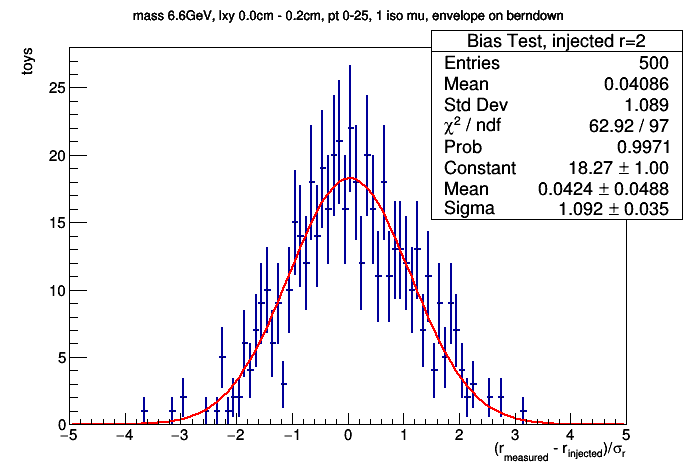 mass 6.6GeV, lxy 0.0cm - 0.2cm, pt 0-25, 1 iso mu, envelope on berndown
toys
Bias Test, injected r=2
Entries 500
Mean 0.04086
Std Dev 1.089
χ² / ndf 62.92 / 97
Prob 0.9971
Constant 18.27 ± 1.00
Mean 0.0424 ± 0.0488
Sigma 1.092 ± 0.035
25
20
15
10
5
0
−5 −4 −3 −2 −1 0 1 2 3 4 5
(r_measured - r_injected)/σ_r